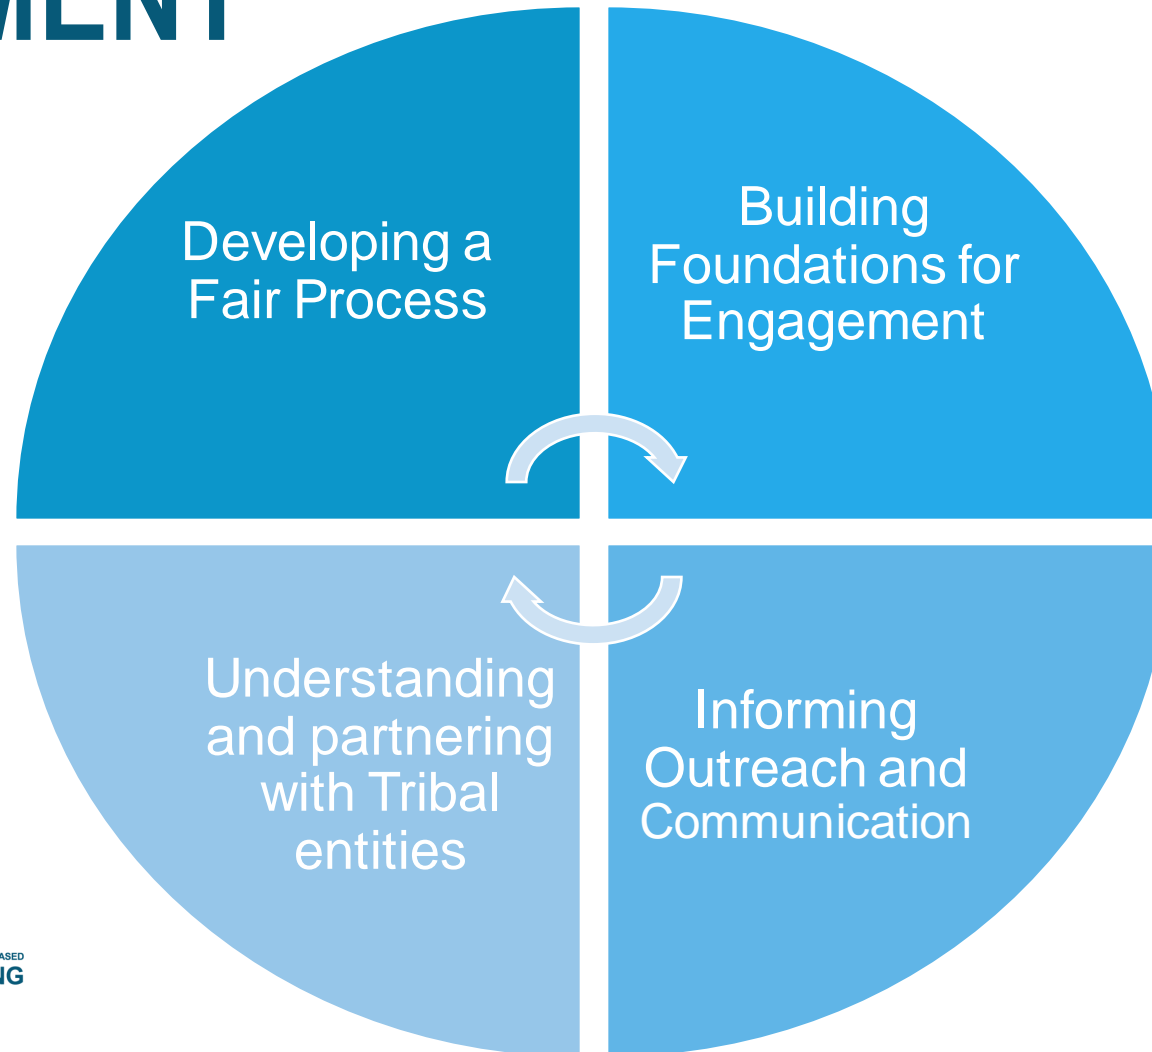 MENT
Developing a
Fair Process
Building
Foundations for
Engagement
Understanding
and partnering
with Tribal
entities
Informing
Outreach and
Communication
ASED
NG